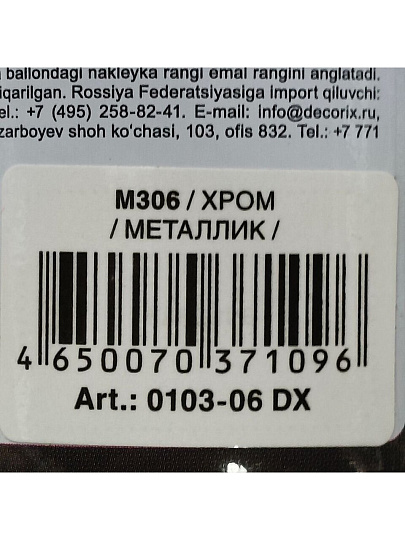 ballondagi nakleyka rangi emal rangini anglatadi.
iqarilgan. Rossiya Federatsiyasiga import qiluvchi:
el.: +7 (495) 258-82-41. E-mail: info@decorix.ru,
zarboyev shoh ko'chasi, 103, ofis 832. Tel.: +7 771
M306 / ХРОМ
/ МЕТАЛЛИК /
4 650070 371096
Art.: 0103-06 DX